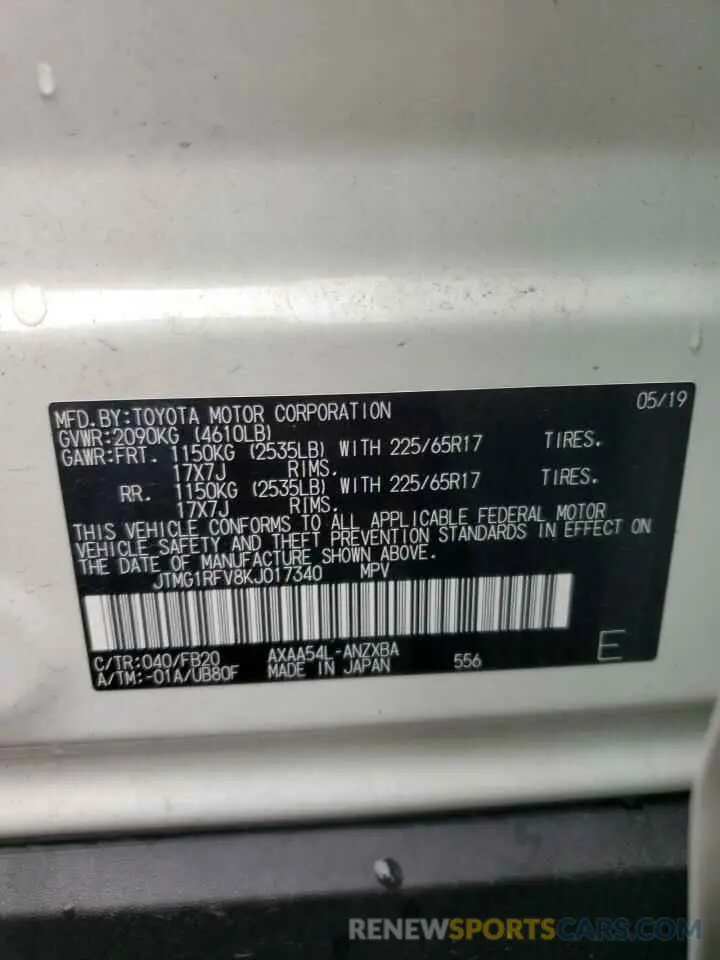 MFD.BY:TOYOTA MOTOR CORPORATION 05/19
GVWR:2090KG (4610LB)
GAWR:FRT. 1150KG (2535LB) WITH 225/65R17 TIRES.
17X7J RIMS.
RR. 1150KG (2535LB) WITH 225/65R17 TIRES.
17X7J RIMS.
THIS VEHICLE CONFORMS TO ALL APPLICABLE FEDERAL MOTOR
VEHICLE SAFETY AND THEFT PREVENTION STANDARDS IN EFFECT ON
THE DATE OF MANUFACTURE SHOWN ABOVE.
JTMG1RFV8KJ017340 MPV
C/TR:040/FB20 AXAA54L-ANZXBA
A/TM:-01A/UB80F MADE IN JAPAN 556 E
RENEWSPORTSCARS.COM